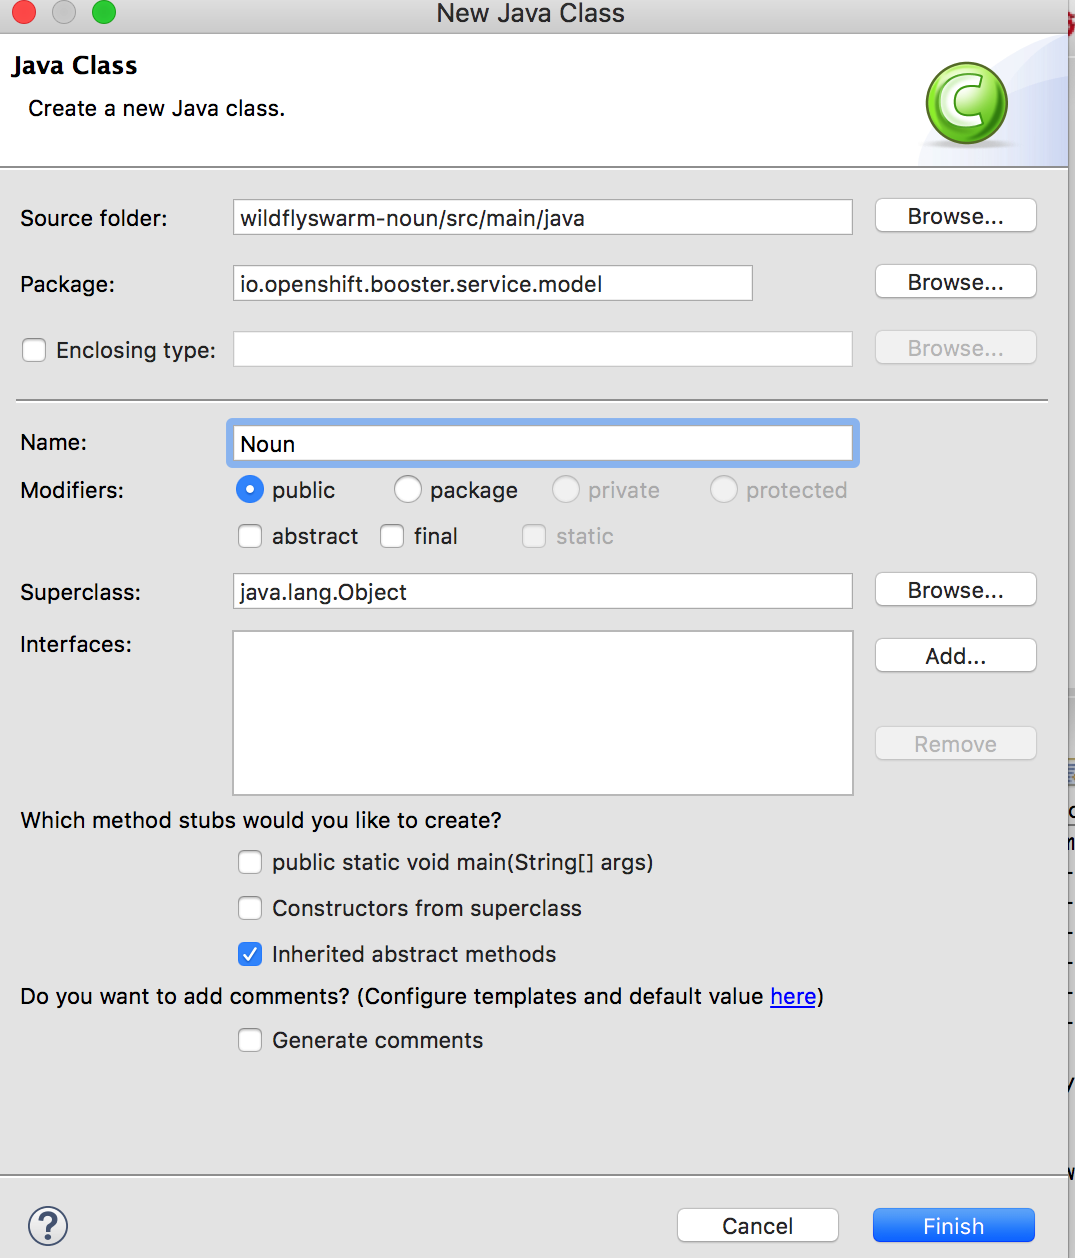 New Java Class
Java Class
Create a new Java class.
C
Source folder: wildflyswarm-noun/src/main/java Browse...
Package: io.openshift.booster.service.model Browse...
Enclosing type: Browse...
Name: Noun
Modifiers: public package private protected
abstract final static
Superclass: java.lang.Object Browse...
Interfaces: Add...
Remove
Which method stubs would you like to create?
public static void main(String[] args)
Constructors from superclass
Inherited abstract methods
Do you want to add comments? (Configure templates and default value here)
Generate comments
? Cancel Finish